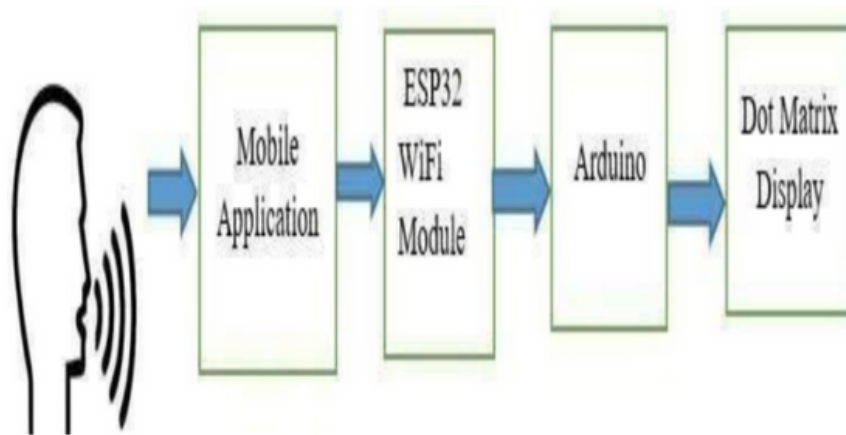 Mobile
Application
ESP32
WiFi
Module
Arduino
Dot Matrix
Display